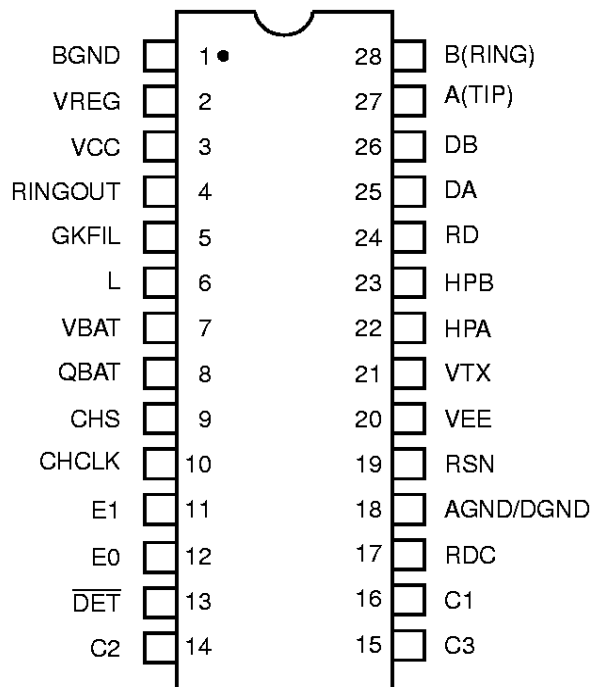 BGND 1 28 B(RING)
VREG 2 27 A(TIP)
VCC 3 26 DB
RINGOUT 4 25 DA
GKFIL 5 24 RD
L 6 23 HPB
VBAT 7 22 HPA
QBAT 8 21 VTX
CHS 9 20 VEE
CHCLK 10 19 RSN
E1 11 18 AGND/DGND
E0 12 17 RDC
D̅E̅T̅ 13 16 C1
C2 14 15 C3